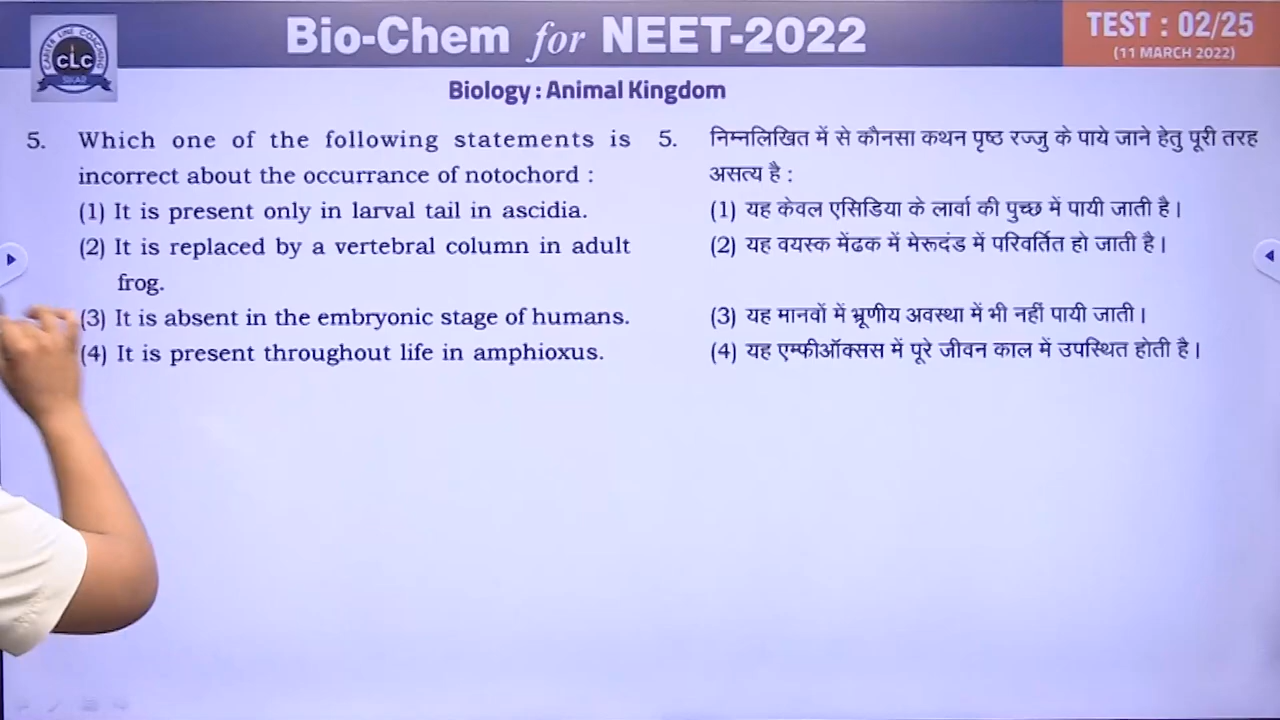 Bio-Chem for NEET-2022
TEST : 02/25
(11 MARCH 2022)
CAREER LINE COACHING
CLC
SIKAR
Biology : Animal Kingdom
5. Which one of the following statements is
incorrect about the occurrance of notochord :
(1) It is present only in larval tail in ascidia.
(2) It is replaced by a vertebral column in adult
frog.
(3) It is absent in the embryonic stage of humans.
(4) It is present throughout life in amphioxus.
5. निम्नलिखित में से कौनसा कथन पृष्ठ रज्जु के पाये जाने हेतु पूरी तरह
असत्य है :
(1) यह केवल एसिडिया के लार्वा की पुच्छ में पायी जाती है।
(2) यह वयस्क मेंढक में मेरूदंड में परिवर्तित हो जाती है।
(3) यह मानवों में भ्रूणीय अवस्था में भी नहीं पायी जाती।
(4) यह एम्फीऑक्सस में पूरे जीवन काल में उपस्थित होती है।